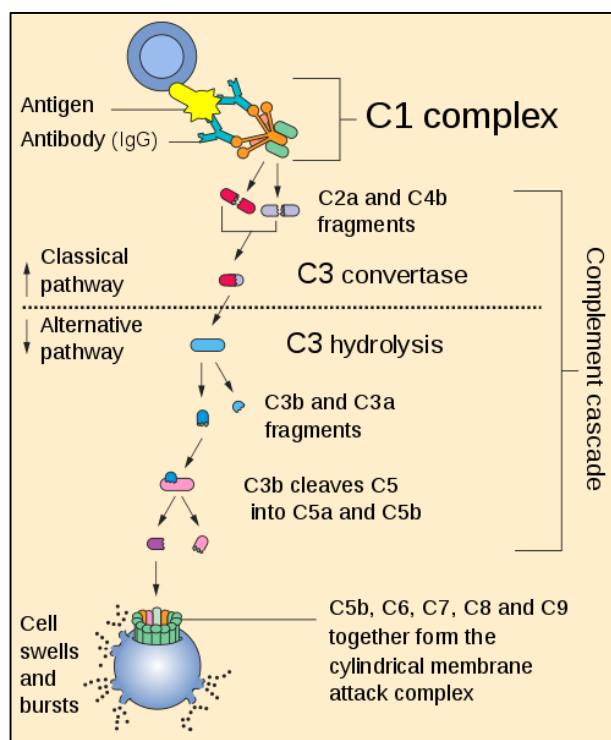 Antigen
Antibody (IgG)
C1 complex
C2a and C4b
fragments
Classical
pathway
C3 convertase
Alternative
pathway
C3 hydrolysis
C3b and C3a
fragments
C3b cleaves C5
into C5a and C5b
Complement cascade
Cell
swells
and
bursts
C5b, C6, C7, C8 and C9
together form the
cylindrical membrane
attack complex